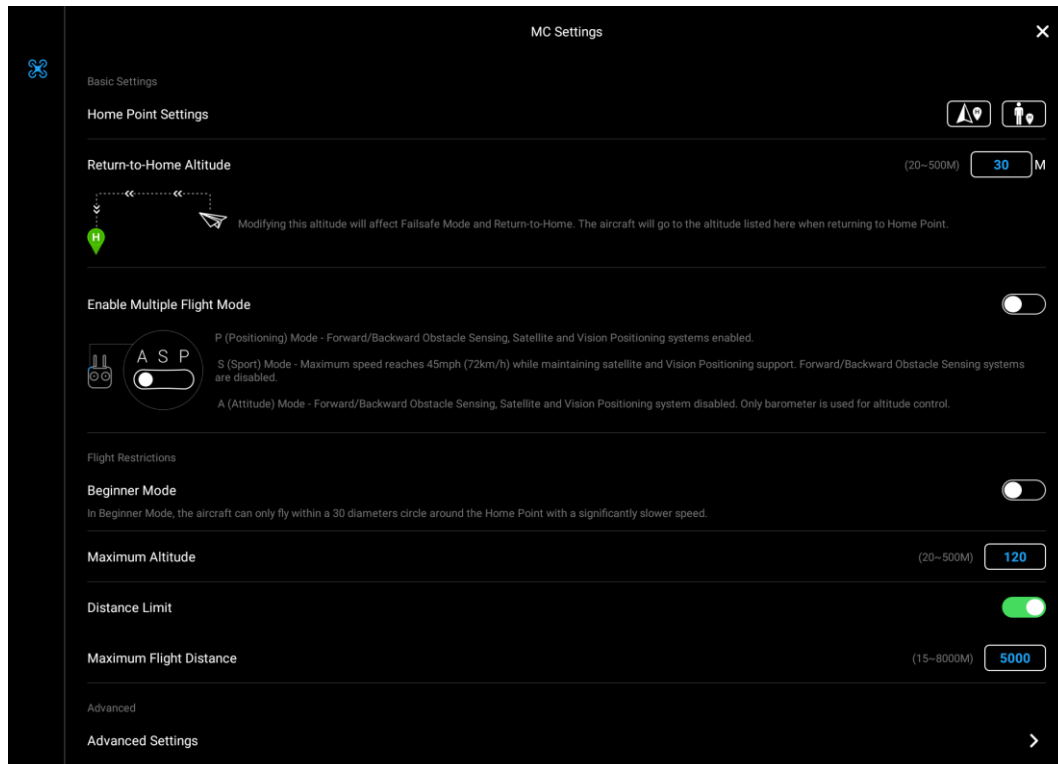 MC Settings
Basic Settings
Home Point Settings
H
Return-to-Home Altitude
(20~500M) 30 M
H
Modifying this altitude will affect Failsafe Mode and Return-to-Home. The aircraft will go to the altitude listed here when returning to Home Point.
Enable Multiple Flight Mode
A S P
P (Positioning) Mode - Forward/Backward Obstacle Sensing, Satellite and Vision Positioning systems enabled.
S (Sport) Mode - Maximum speed reaches 45mph (72km/h) while maintaining satellite and Vision Positioning support. Forward/Backward Obstacle Sensing systems
are disabled.
A (Attitude) Mode - Forward/Backward Obstacle Sensing, Satellite and Vision Positioning system disabled. Only barometer is used for altitude control.
Flight Restrictions
Beginner Mode
In Beginner Mode, the aircraft can only fly within a 30 diameters circle around the Home Point with a significantly slower speed.
Maximum Altitude
(20~500M) 120
Distance Limit
Maximum Flight Distance
(15~8000M) 5000
Advanced
Advanced Settings